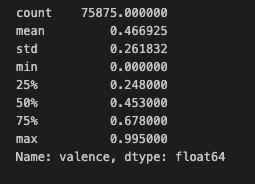 count    75875.000000
mean         0.466925
std          0.261832
min          0.000000
25%          0.248000
50%          0.453000
75%          0.678000
max          0.995000
Name: valence, dtype: float64